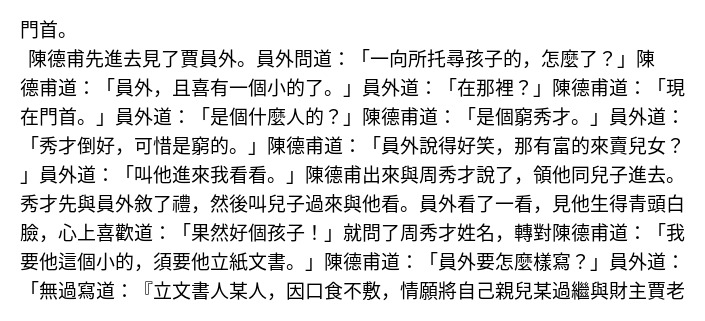 門首。
陳德甫先進去見了賈員外。員外問道：「一向所托尋孩子的，怎麼了？」陳
德甫道：「員外，且喜有一個小的了。」員外道：「在那裡？」陳德甫道：「現
在門首。」員外道：「是個什麼人的？」陳德甫道：「是個窮秀才。」員外道：
「秀才倒好，可惜是窮的。」陳德甫道：「員外說得好笑，那有富的來賣兒女？
」員外道：「叫他進來我看看。」陳德甫出來與周秀才說了，領他同兒子進去。
秀才先與員外敘了禮，然後叫兒子過來與他看。員外看了一看，見他生得青頭白
臉，心上喜歡道：「果然好個孩子！」就問了周秀才姓名，轉對陳德甫道：「我
要他這個小的，須要他立紙文書。」陳德甫道：「員外要怎麼樣寫？」員外道：
「無過寫道：『立文書人某人，因口食不敷，情願將自己親兒某過繼與財主賈老